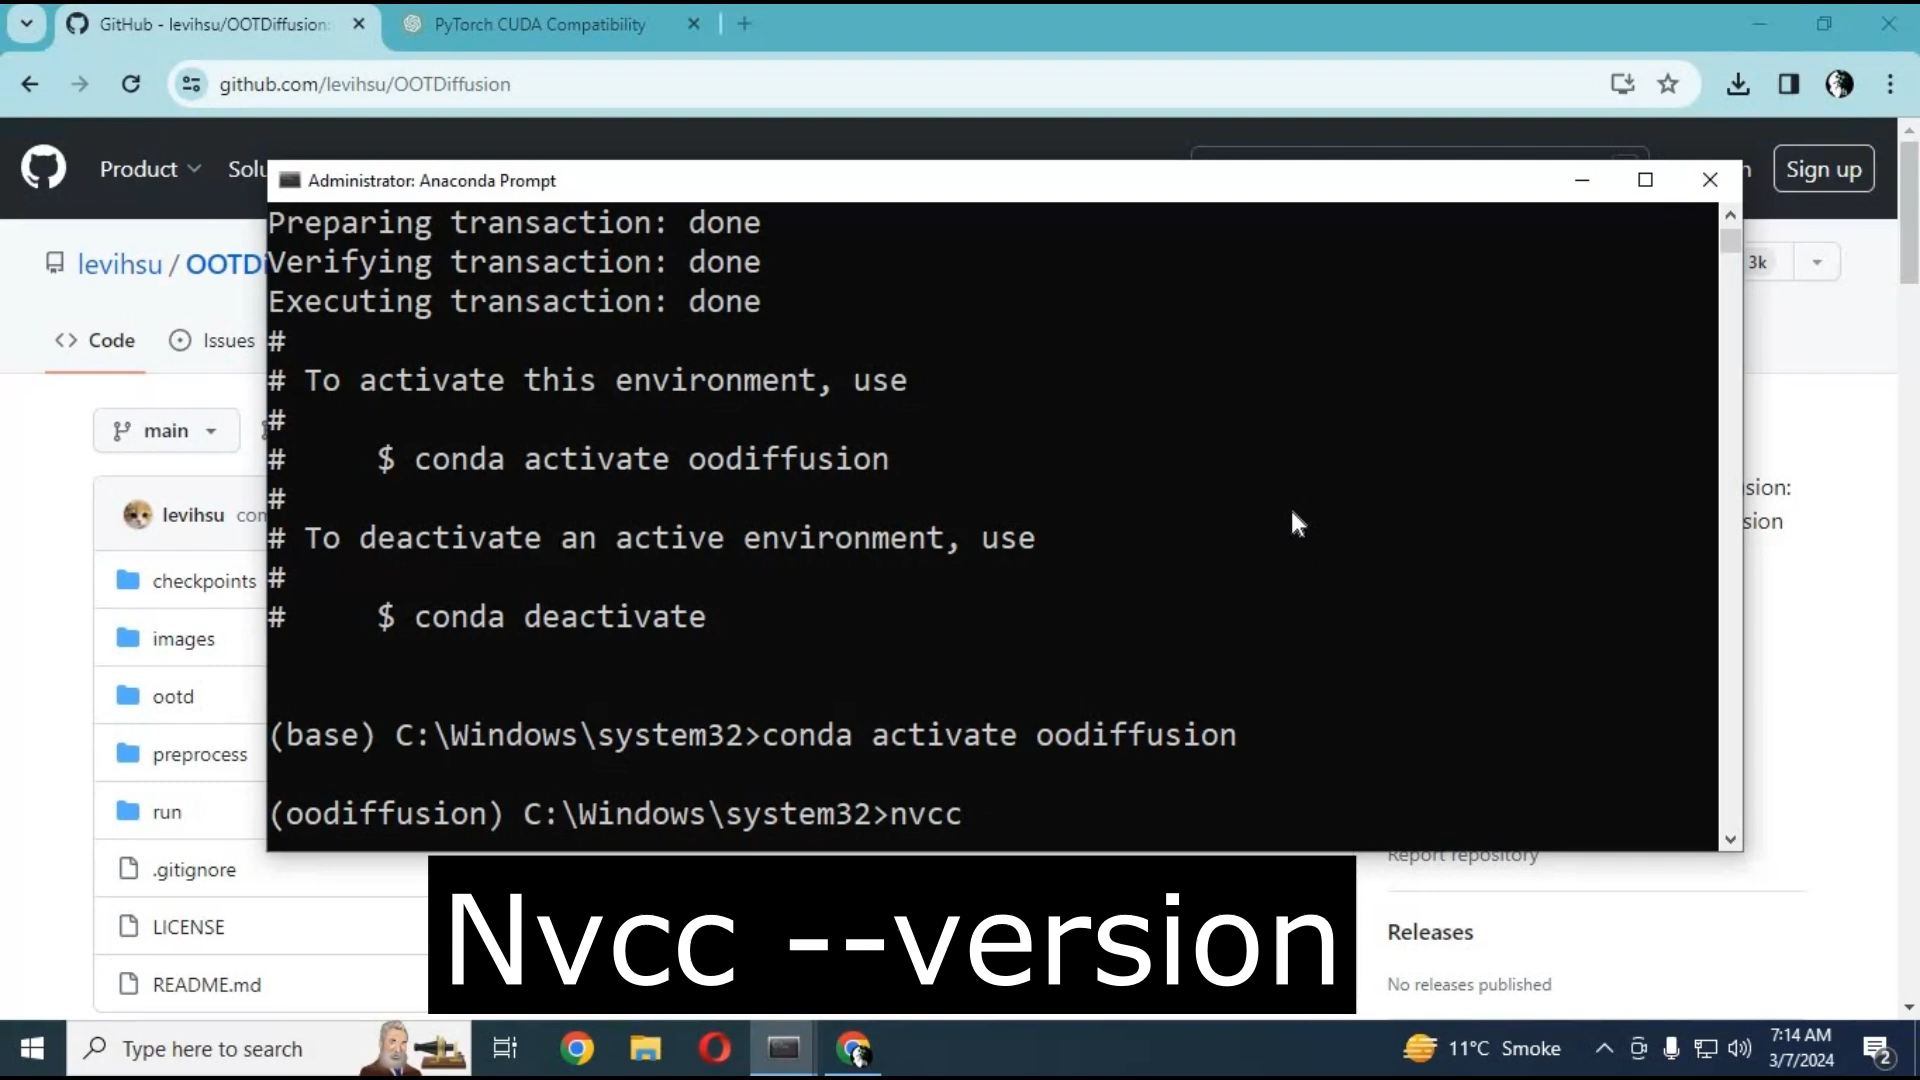 GitHub - levihsu/OOTDiffusion:
PyTorch CUDA Compatibility
github.com/levihsu/OOTDiffusion
Product
Solu
Sign up
Administrator: Anaconda Prompt
Preparing transaction: done
Verifying transaction: done
Executing transaction: done
#
# To activate this environment, use
#
# $ conda activate oodiffusion
#
# To deactivate an active environment, use
#
# $ conda deactivate
(base) C:\Windows\system32>conda activate oodiffusion
(oodiffusion) C:\Windows\system32>nvcc
levihsu / OOTDi
3k
Code
Issues
main
levihsu com
sion:
sion
checkpoints
images
ootd
preprocess
run
.gitignore
LICENSE
README.md
Report repository
Releases
No releases published
Nvcc --version
Type here to search
11°C Smoke
7:14 AM
3/7/2024
2